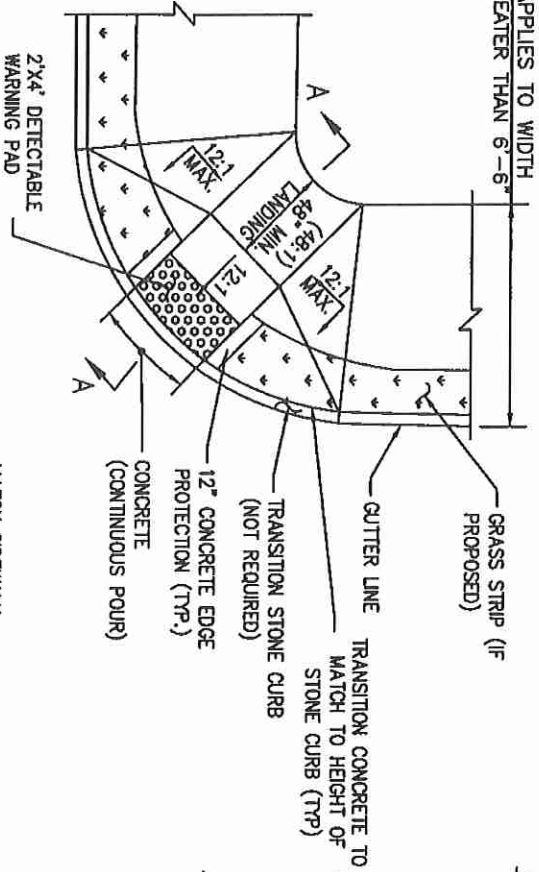 APPLIES TO WIDTH
EATER THAN 6'-6"
GRASS STRIP (IF
PROPOSED)
GUTTER LINE
TRANSITION CONCRETE TO
MATCH TO HEIGHT OF
STONE CURB (TYP)
TRANSITION STONE CURB
(NOT REQUIRED)
12" CONCRETE EDGE
PROTECTION (TYP.)
CONCRETE
(CONTINUOUS POUR)
2'X4' DETECTABLE
WARNING PAD
A
A
12:1
MAX.
12:1
MAX.
(48:1)
48" MIN.
LANDING
12:1